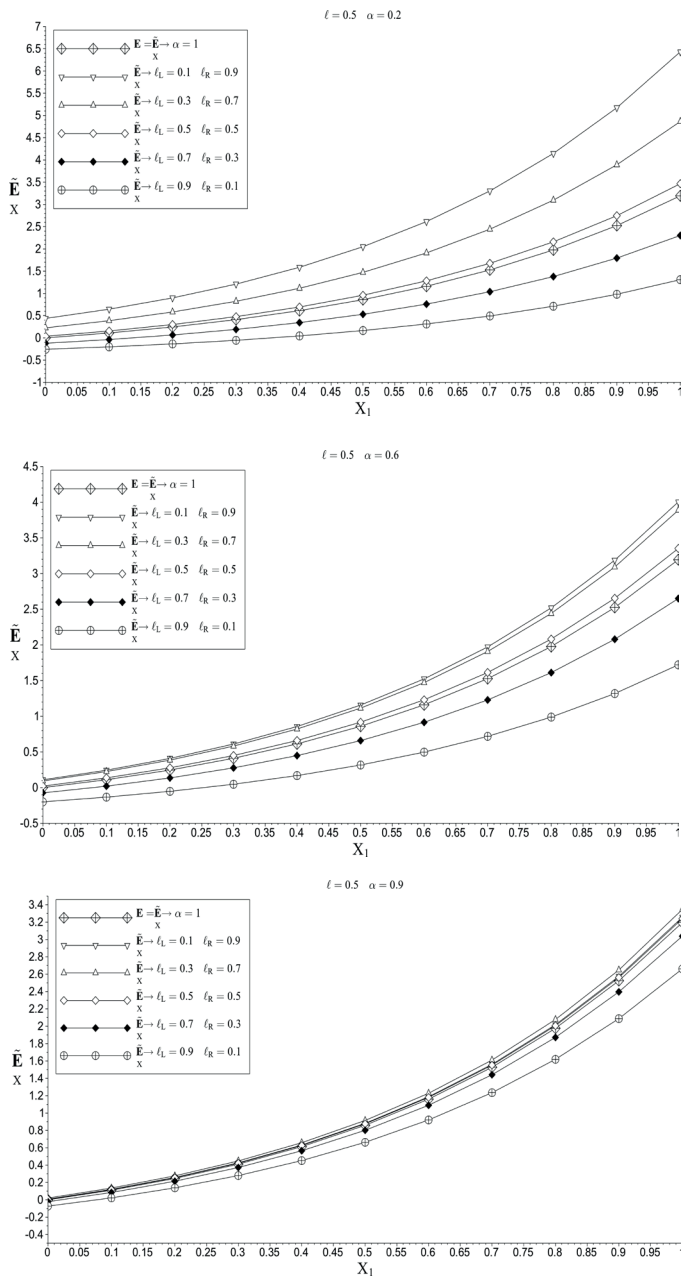 ℓ = 0.5 α = 0.2
7
6.5
6
5.5
5
4.5
4
3.5
3
2.5
2
1.5
1
0.5
0
-0.5
-1
E = Ẽ → α = 1
X
Ẽ → ℓL = 0.1 ℓR = 0.9
X
Ẽ → ℓL = 0.3 ℓR = 0.7
X
Ẽ → ℓL = 0.5 ℓR = 0.5
X
Ẽ → ℓL = 0.7 ℓR = 0.3
X
Ẽ → ℓL = 0.9 ℓR = 0.1
X
Ẽ
X
0 0.05 0.1 0.15 0.2 0.25 0.3 0.35 0.4 0.45 0.5 0.55 0.6 0.65 0.7 0.75 0.8 0.85 0.9 0.95 1
X1
ℓ = 0.5 α = 0.6
4.5
4
3.5
3
2.5
2
1.5
1
0.5
0
-0.5
E = Ẽ → α = 1
X
Ẽ → ℓL = 0.1 ℓR = 0.9
X
Ẽ → ℓL = 0.3 ℓR = 0.7
X
Ẽ → ℓL = 0.5 ℓR = 0.5
X
Ẽ → ℓL = 0.7 ℓR = 0.3
X
Ẽ → ℓL = 0.9 ℓR = 0.1
X
Ẽ
X
0 0.05 0.1 0.15 0.2 0.25 0.3 0.35 0.4 0.45 0.5 0.55 0.6 0.65 0.7 0.75 0.8 0.85 0.9 0.95 1
X1
ℓ = 0.5 α = 0.9
3.4
3.2
3
2.8
2.6
2.4
2.2
2
1.8
1.6
1.4
1.2
1
0.8
0.6
0.4
0.2
0
-0.2
-0.4
E = Ẽ → α = 1
X
Ẽ → ℓL = 0.1 ℓR = 0.9
X
Ẽ → ℓL = 0.3 ℓR = 0.7
X
Ẽ → ℓL = 0.5 ℓR = 0.5
X
Ẽ → ℓL = 0.7 ℓR = 0.3
X
Ẽ → ℓL = 0.9 ℓR = 0.1
X
Ẽ
X
0 0.05 0.1 0.15 0.2 0.25 0.3 0.35 0.4 0.45 0.5 0.55 0.6 0.65 0.7 0.75 0.8 0.85 0.9 0.95 1
X1